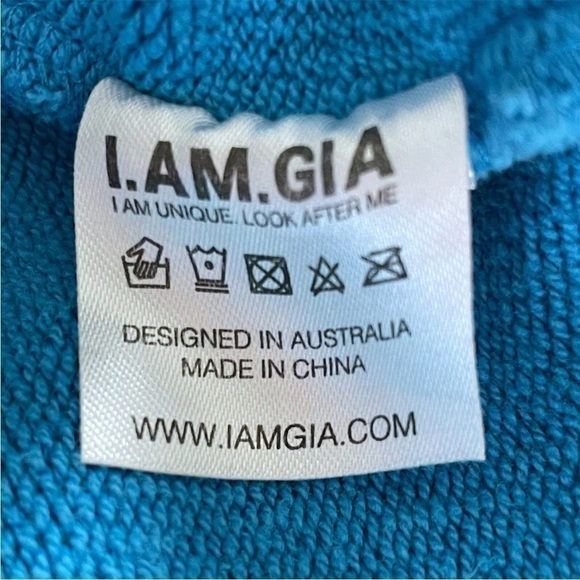 I.AM.GIA
I AM UNIQUE. LOOK AFTER ME
DESIGNED IN AUSTRALIA
MADE IN CHINA
WWW.IAMGIA.COM